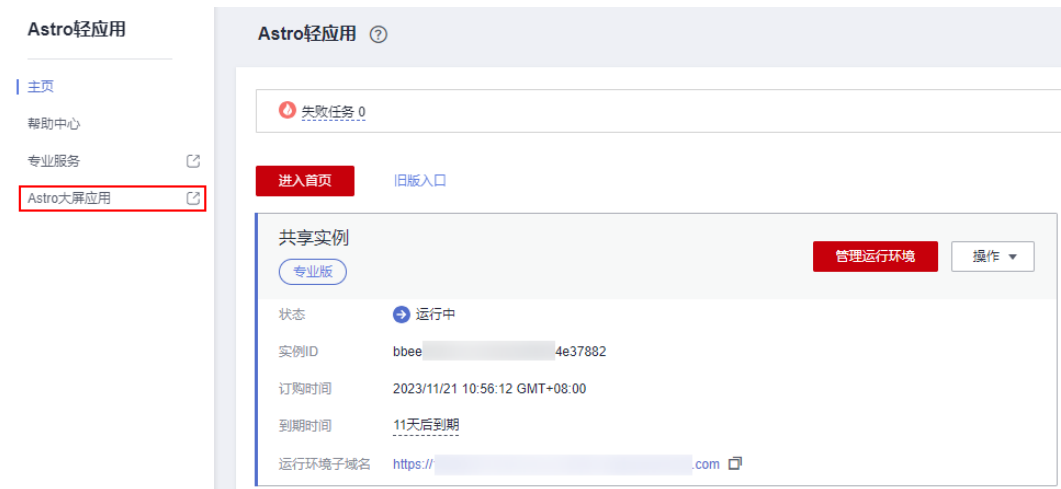 Astro轻应用
主页
帮助中心
专业服务
Astro大屏应用
Astro轻应用 ?
失败任务 0
进入首页 旧版入口
共享实例
专业版
管理运行环境 操作
状态 运行中
实例ID bbee 4e37882
订购时间 2023/11/21 10:56:12 GMT+08:00
到期时间 11天后到期
运行环境子域名 https:// .com